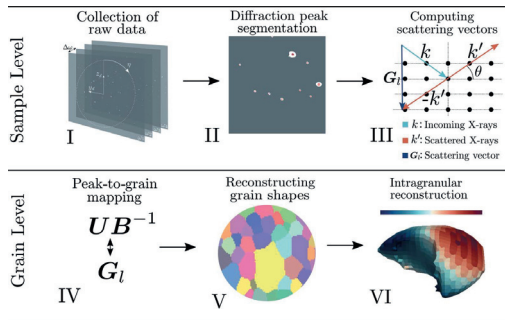 Sample Level
Collection of
raw data
Δω
I
Diffraction peak
segmentation
II
Computing
scattering vectors
k
k'
G_l
θ
-k'
III
k: Incoming X-rays
k': Scattered X-rays
G_l: Scattering vector
Grain Level
Peak-to-grain
mapping
UB⁻¹
G_l
IV
Reconstructing
grain shapes
V
Intragranular
reconstruction
VI